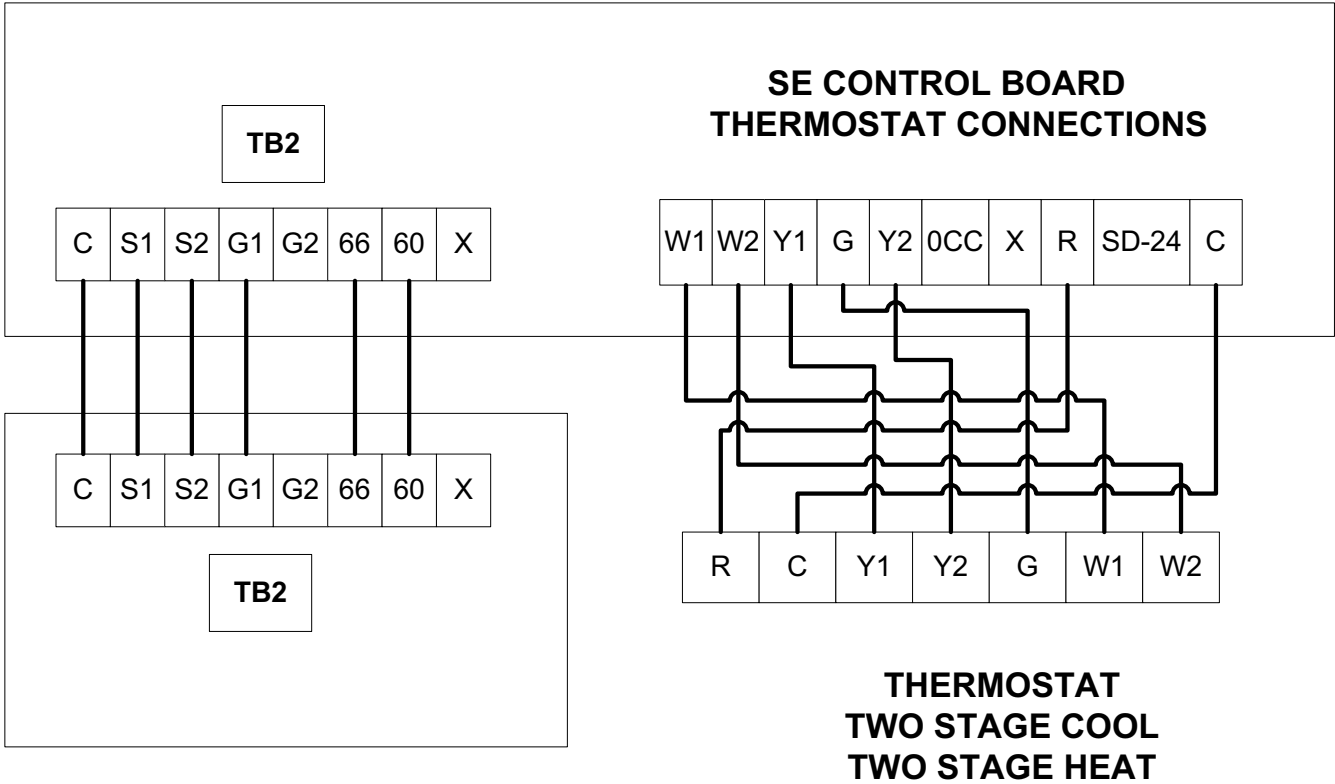 SE CONTROL BOARD
THERMOSTAT CONNECTIONS
TB2
C S1 S2 G1 G2 66 60 X
W1 W2 Y1 G Y2 0CC X R SD-24 C
C S1 S2 G1 G2 66 60 X
TB2
R C Y1 Y2 G W1 W2
THERMOSTAT
TWO STAGE COOL
TWO STAGE HEAT